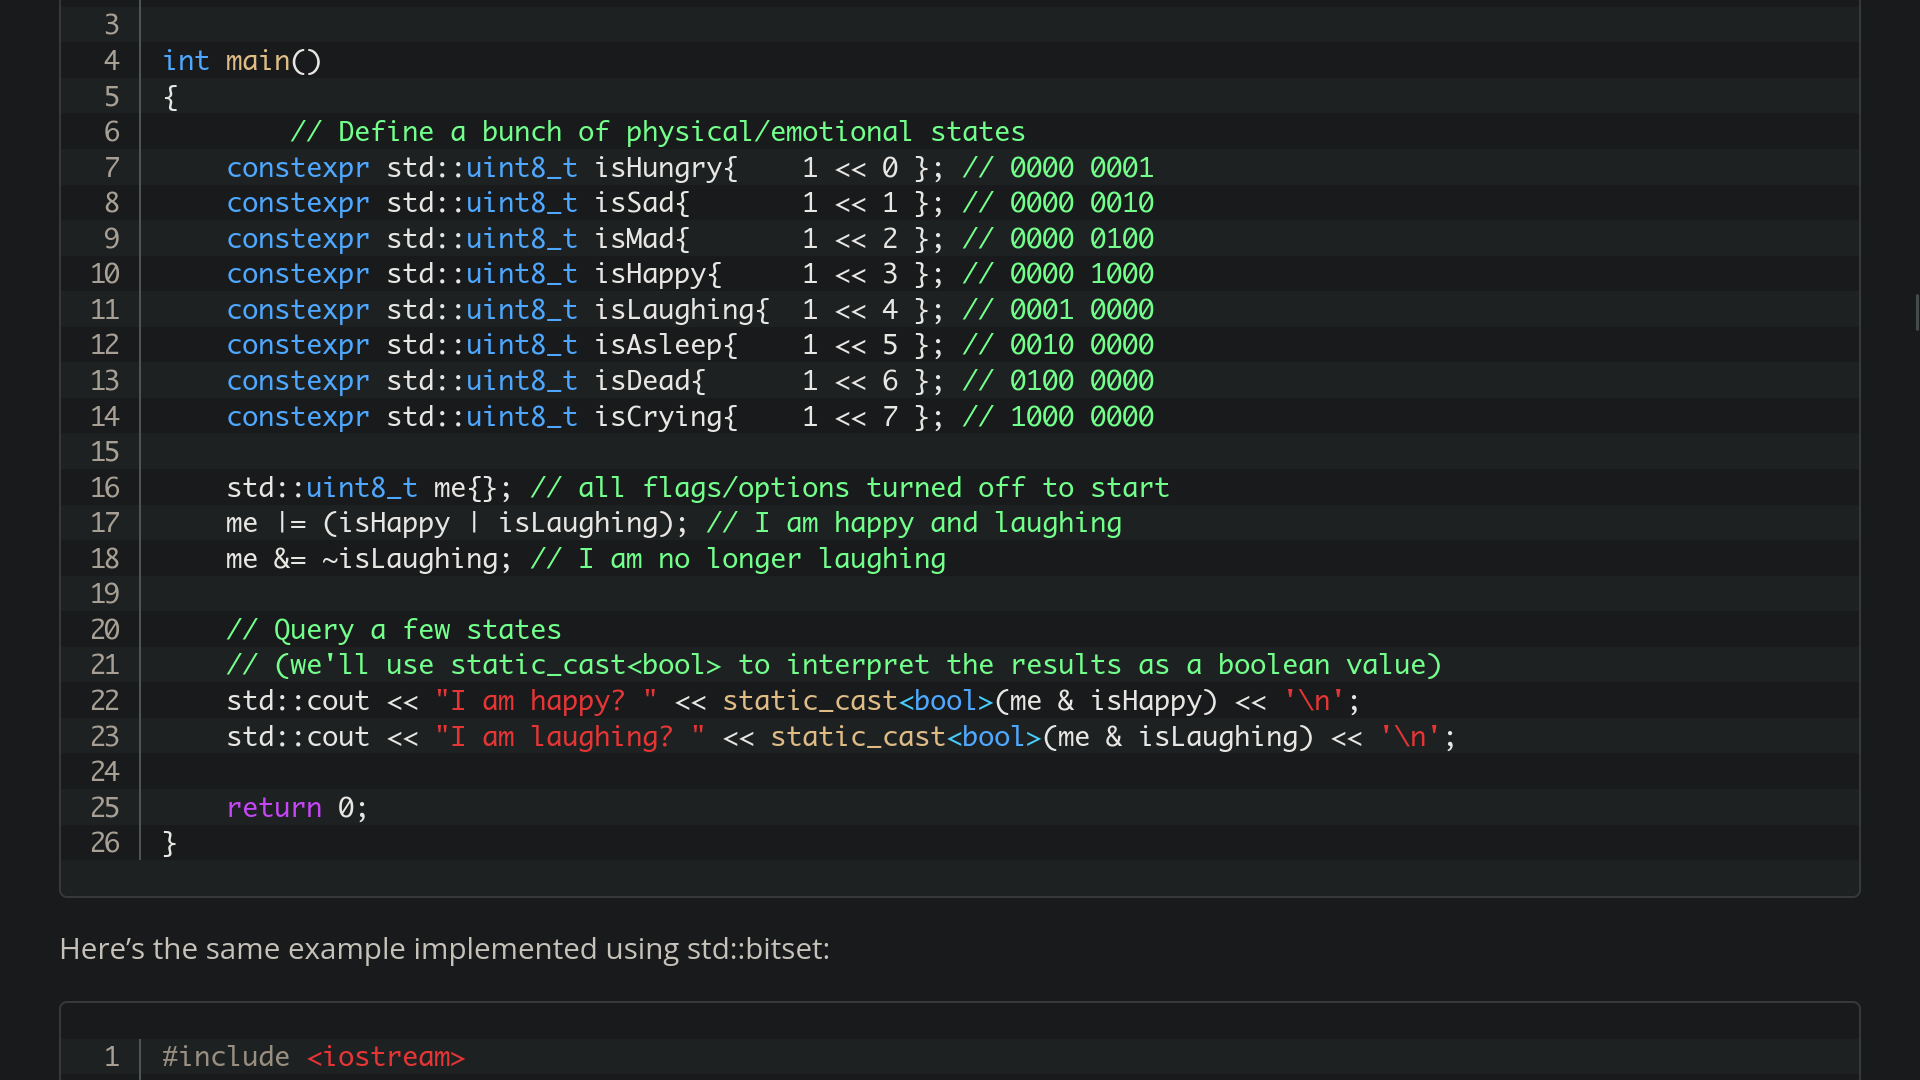 3
4 int main()
5 {
6         // Define a bunch of physical/emotional states
7     constexpr std::uint8_t isHungry{    1 << 0 }; // 0000 0001
8     constexpr std::uint8_t isSad{       1 << 1 }; // 0000 0010
9     constexpr std::uint8_t isMad{       1 << 2 }; // 0000 0100
10     constexpr std::uint8_t isHappy{     1 << 3 }; // 0000 1000
11     constexpr std::uint8_t isLaughing{  1 << 4 }; // 0001 0000
12     constexpr std::uint8_t isAsleep{    1 << 5 }; // 0010 0000
13     constexpr std::uint8_t isDead{      1 << 6 }; // 0100 0000
14     constexpr std::uint8_t isCrying{    1 << 7 }; // 1000 0000
15
16     std::uint8_t me{}; // all flags/options turned off to start
17     me |= (isHappy | isLaughing); // I am happy and laughing
18     me &= ~isLaughing; // I am no longer laughing
19
20     // Query a few states
21     // (we'll use static_cast<bool> to interpret the results as a boolean value)
22     std::cout << "I am happy? " << static_cast<bool>(me & isHappy) << '\n';
23     std::cout << "I am laughing? " << static_cast<bool>(me & isLaughing) << '\n';
24
25     return 0;
26 }
Here’s the same example implemented using std::bitset:
1 #include <iostream>